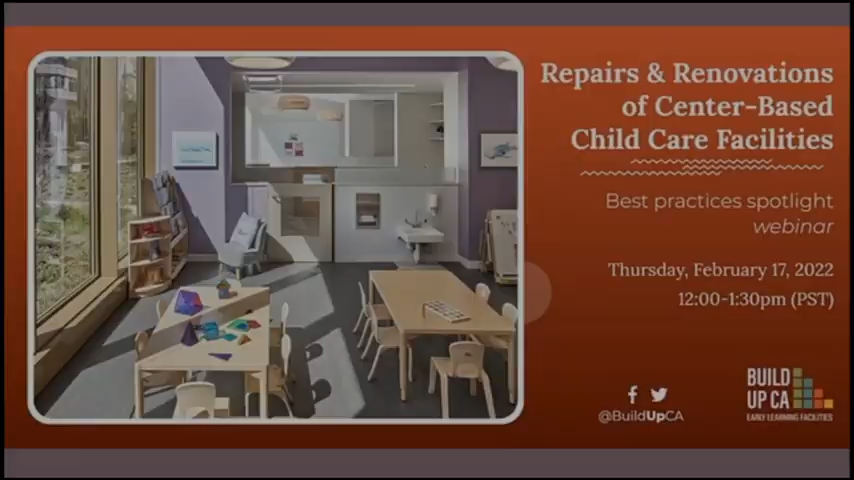 Repairs & Renovations
of Center-Based
Child Care Facilities
Best practices spotlight
webinar
Thursday, February 17, 2022
12:00-1:30pm (PST)
@BuildUpCA
BUILD
UP CA
EARLY LEARNING FACILITIES